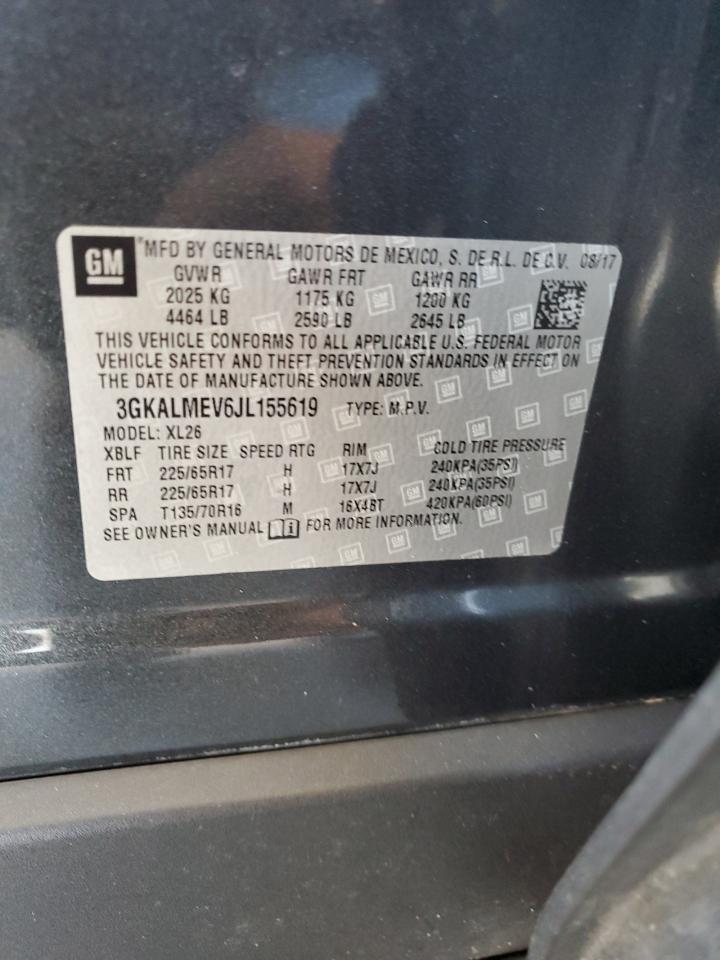 GM
MFD BY GENERAL MOTORS DE MEXICO, S. DE R.L. DE C.V. 08/17
GVWR GAWR FRT GAWR RR
2025 KG 1175 KG 1200 KG
4464 LB 2590 LB 2645 LB
THIS VEHICLE CONFORMS TO ALL APPLICABLE U.S. FEDERAL MOTOR
VEHICLE SAFETY AND THEFT PREVENTION STANDARDS IN EFFECT ON
THE DATE OF MANUFACTURE SHOWN ABOVE.
3GKALMEV6JL155619 TYPE: M.P.V.
MODEL: XL26
XBLF TIRE SIZE SPEED RTG RIM COLD TIRE PRESSURE
FRT 225/65R17 H 17X7J 240KPA(35PSI)
RR 225/65R17 H 17X7J 240KPA(35PSI)
SPA T135/70R16 M 16X4BT 420KPA(60PSI)
SEE OWNER'S MANUAL FOR MORE INFORMATION.